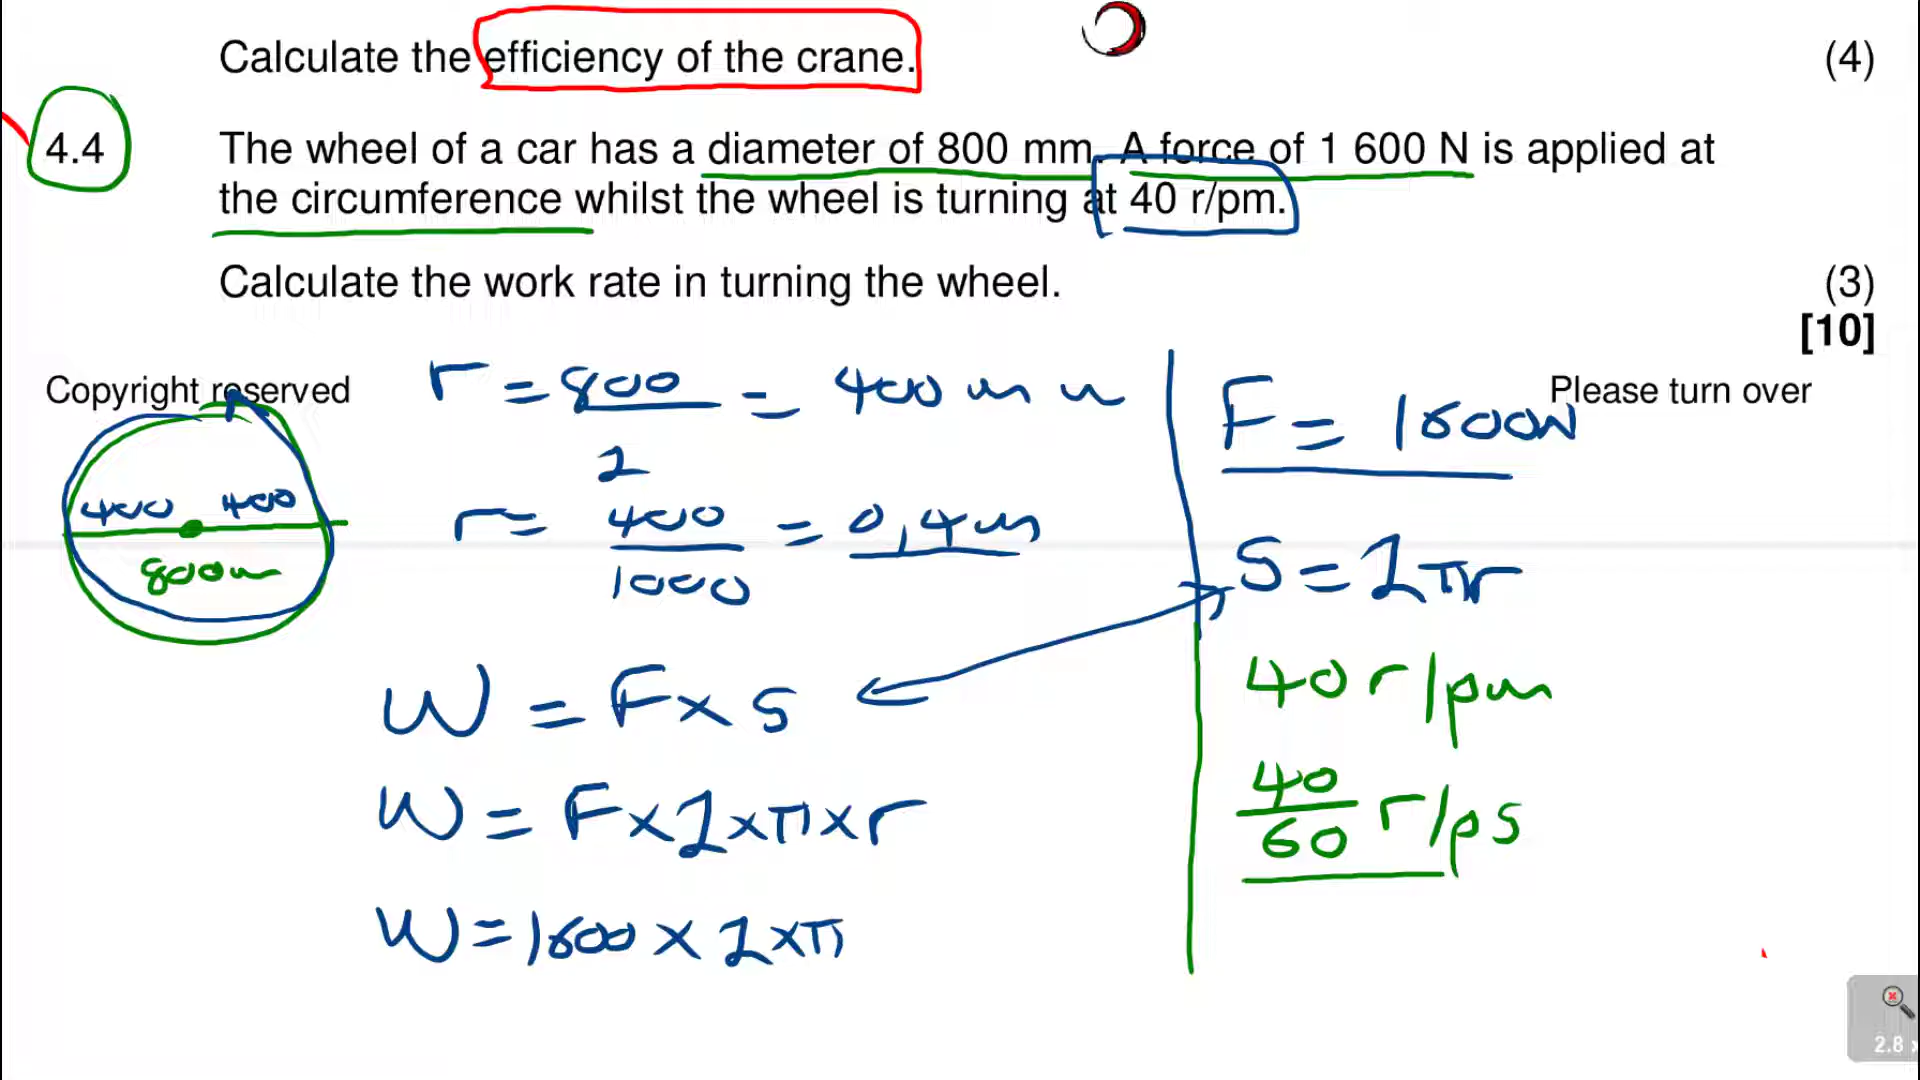 Calculate the efficiency of the crane. (4)
4.4 The wheel of a car has a diameter of 800 mm. A force of 1 600 N is applied at
the circumference whilst the wheel is turning at 40 r/pm.
Calculate the work rate in turning the wheel. (3)
[10]
Copyright reserved
Please turn over
400 400
800m
r = 800/2 = 400 mm
r = 400/1000 = 0,4m
W = F x s
W = F x 2 x π x r
W = 1600 x 2 x π
F = 1600N
S = 2πr
40 r/pm
40/60 r/ps
2.8 x